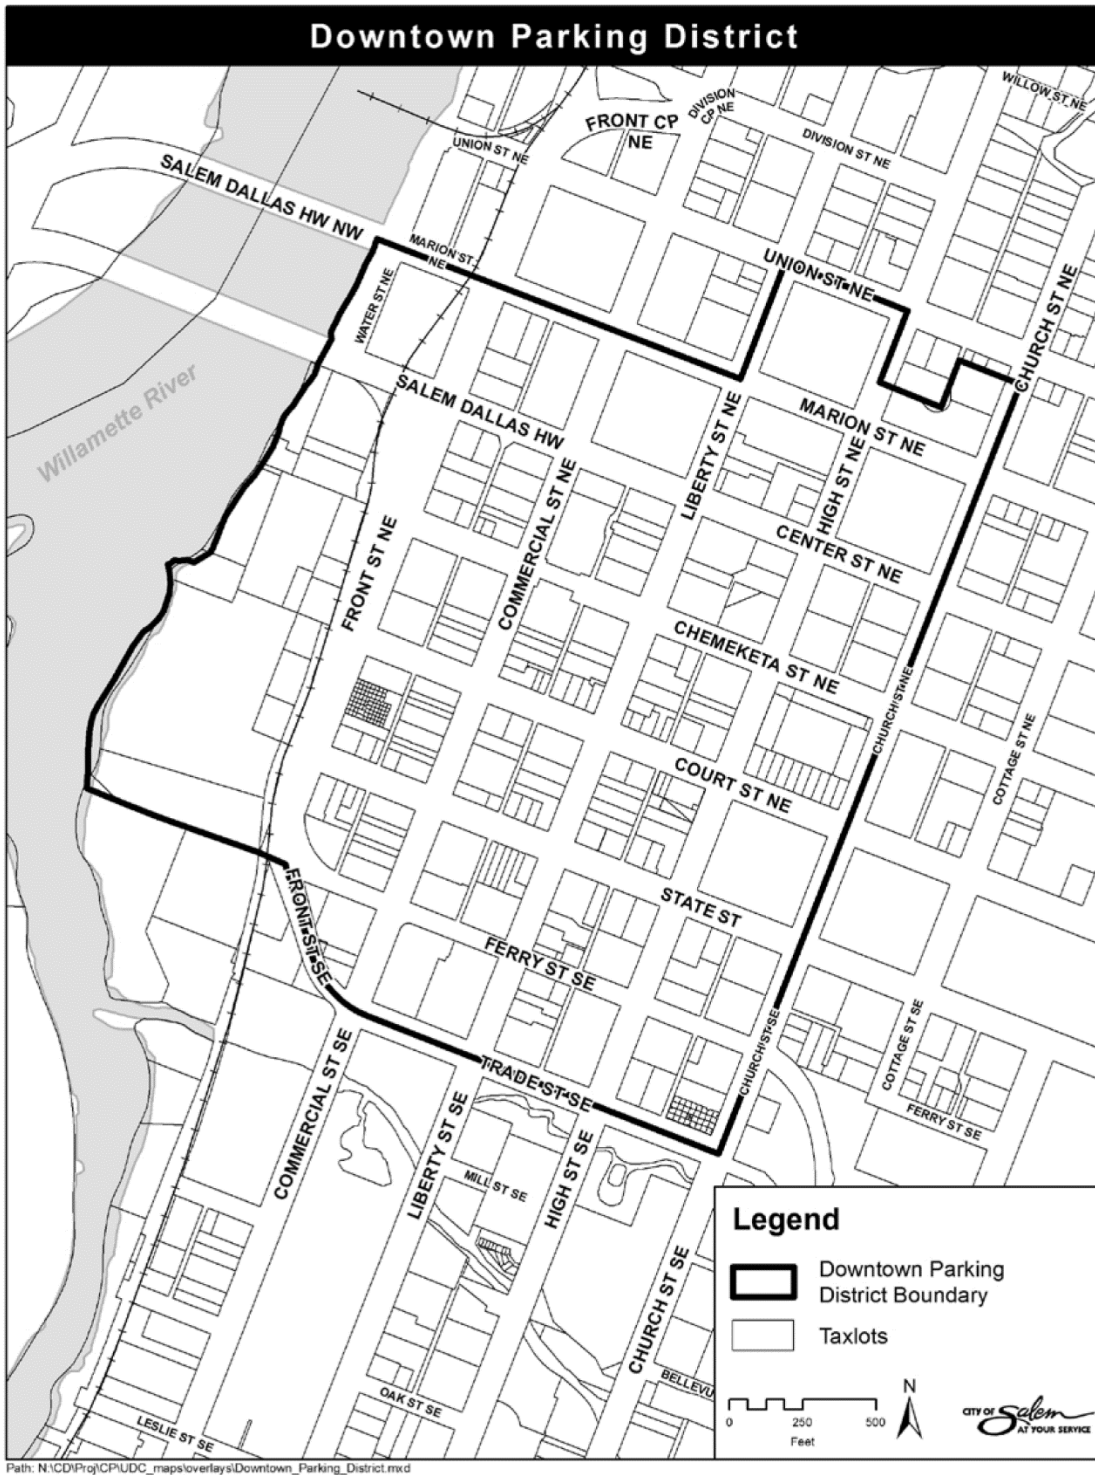 Downtown Parking District
WILLOW ST NE
DIVISION
CP NE
FRONT CP
NE
DIVISION ST NE
UNION ST NE
SALEM DALLAS HW NW
MARION ST
NE
UNION ST NE
CHURCH ST NE
WATER ST NE
Willamette River
SALEM DALLAS HW
LIBERTY ST NE
MARION ST NE
HIGH ST NE
COMMERCIAL ST NE
CENTER ST NE
FRONT ST NE
CHEMEKETA ST NE
CHURCH ST NE
COTTAGE ST NE
COURT ST NE
FRONT ST SE
STATE ST
FERRY ST SE
CHURCH ST SE
COTTAGE ST SE
FERRY ST SE
TRADE ST SE
COMMERCIAL ST SE
LIBERTY ST SE
MILL ST SE
HIGH ST SE
CHURCH ST SE
BELLEVU
OAK ST SE
LESLIE ST SE
Legend
Downtown Parking
District Boundary
Taxlots
N
0 250 500
Feet
CITY OF Salem
AT YOUR SERVICE
Path: N:\CD\Proj\CP\UDC_maps\overlays\Downtown_Parking_District.mxd